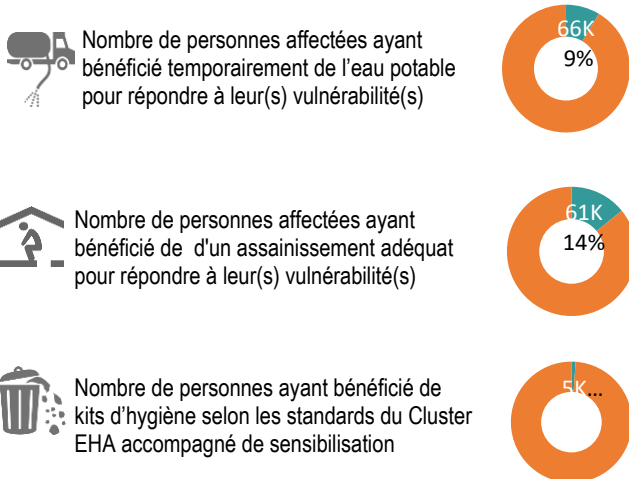 Nombre de personnes affectées ayant
bénéficié temporairement de l'eau potable
pour répondre à leur(s) vulnérabilité(s)
66K
9%
Nombre de personnes affectées ayant
bénéficié de d'un assainissement adéquat
pour répondre à leur(s) vulnérabilité(s)
61K
14%
Nombre de personnes ayant bénéficié de
kits d'hygiène selon les standards du Cluster
EHA accompagné de sensibilisation
5K...